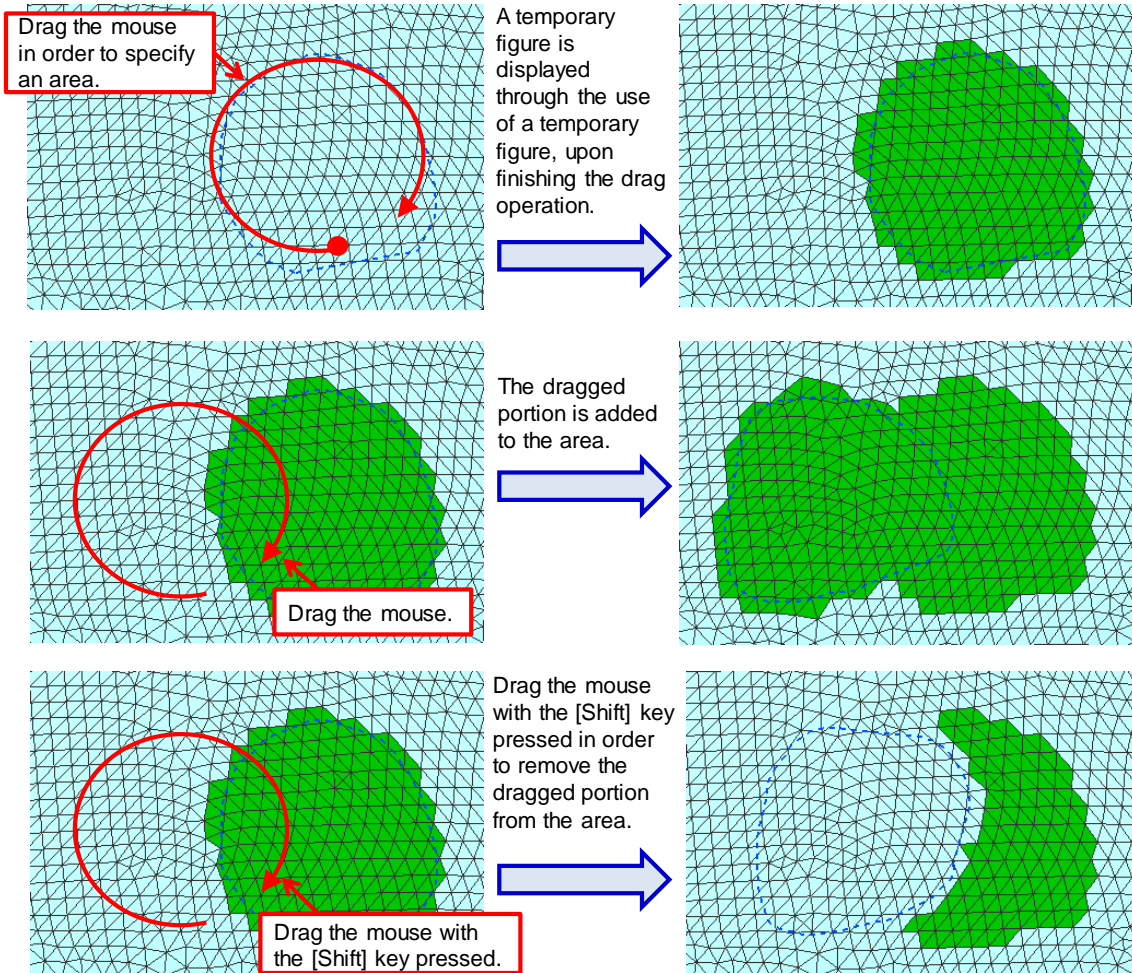 Drag the mouse
in order to specify
an area.
A temporary
figure is
displayed
through the use
of a temporary
figure, upon
finishing the drag
operation.
The dragged
portion is added
to the area.
Drag the mouse.
Drag the mouse
with the [Shift] key
pressed in order
to remove the
dragged portion
from the area.
Drag the mouse with
the [Shift] key pressed.